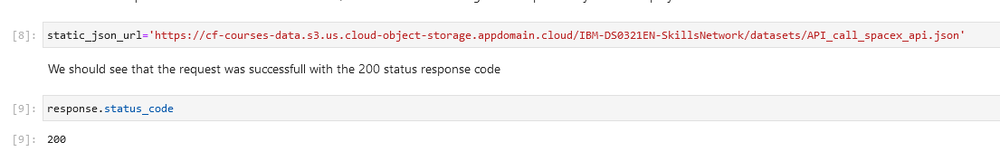 [8]: static_json_url='https://cf-courses-data.s3.us.cloud-object-storage.appdomain.cloud/IBM-DS0321EN-SkillsNetwork/datasets/API_call_spacex_api.json'
We should see that the request was successfull with the 200 status response code
[9]: response.status_code
[9]: 200